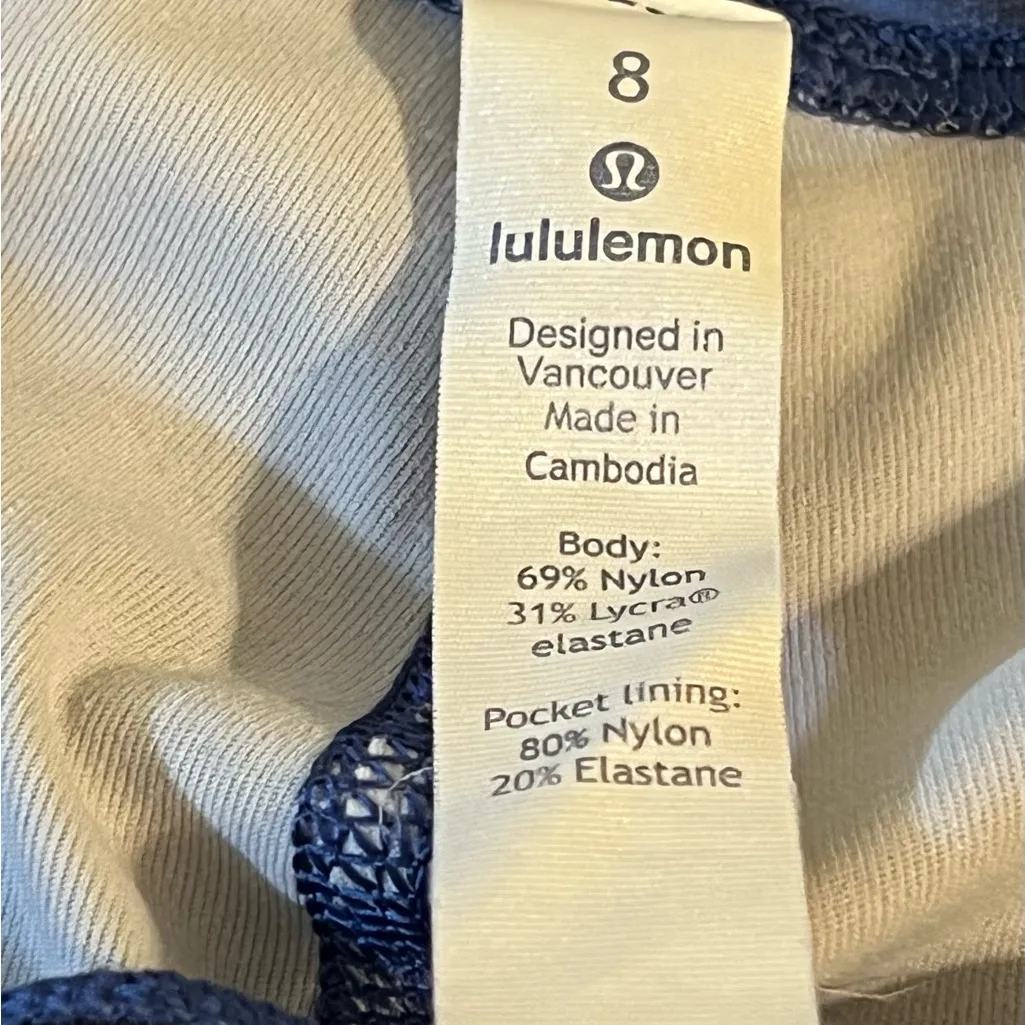 8
lululemon
Designed in
Vancouver
Made in
Cambodia
Body:
69% Nylon
31% Lycra®
elastane
Pocket lining:
80% Nylon
20% Elastane